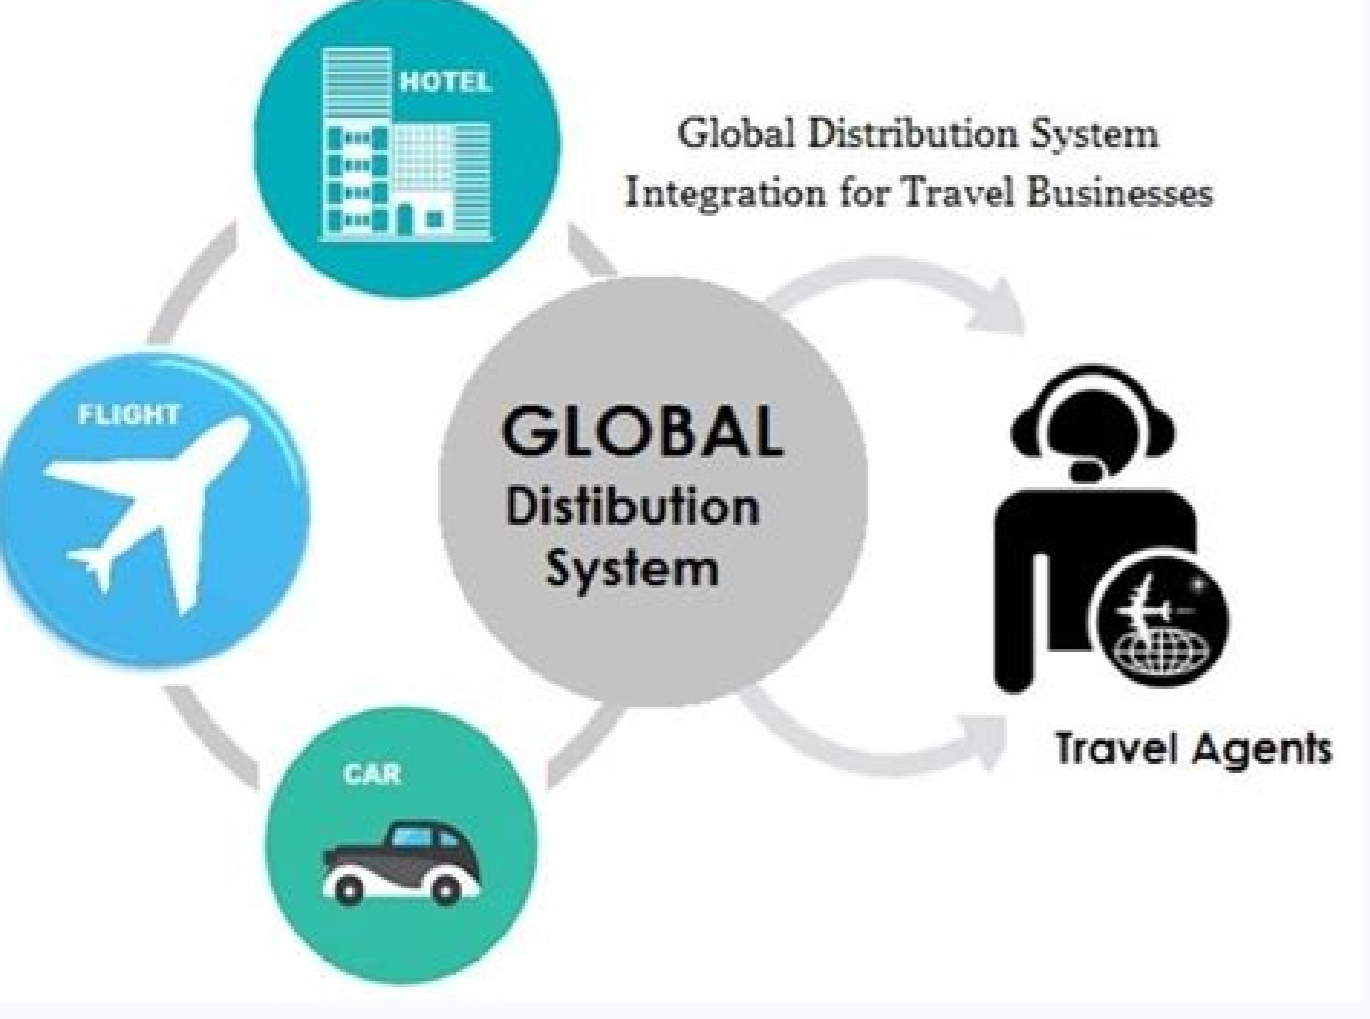 HOTEL
Global Distribution System
Integration for Travel Businesses
FLIGHT
GLOBAL
Distibution
System
CAR
Travel Agents